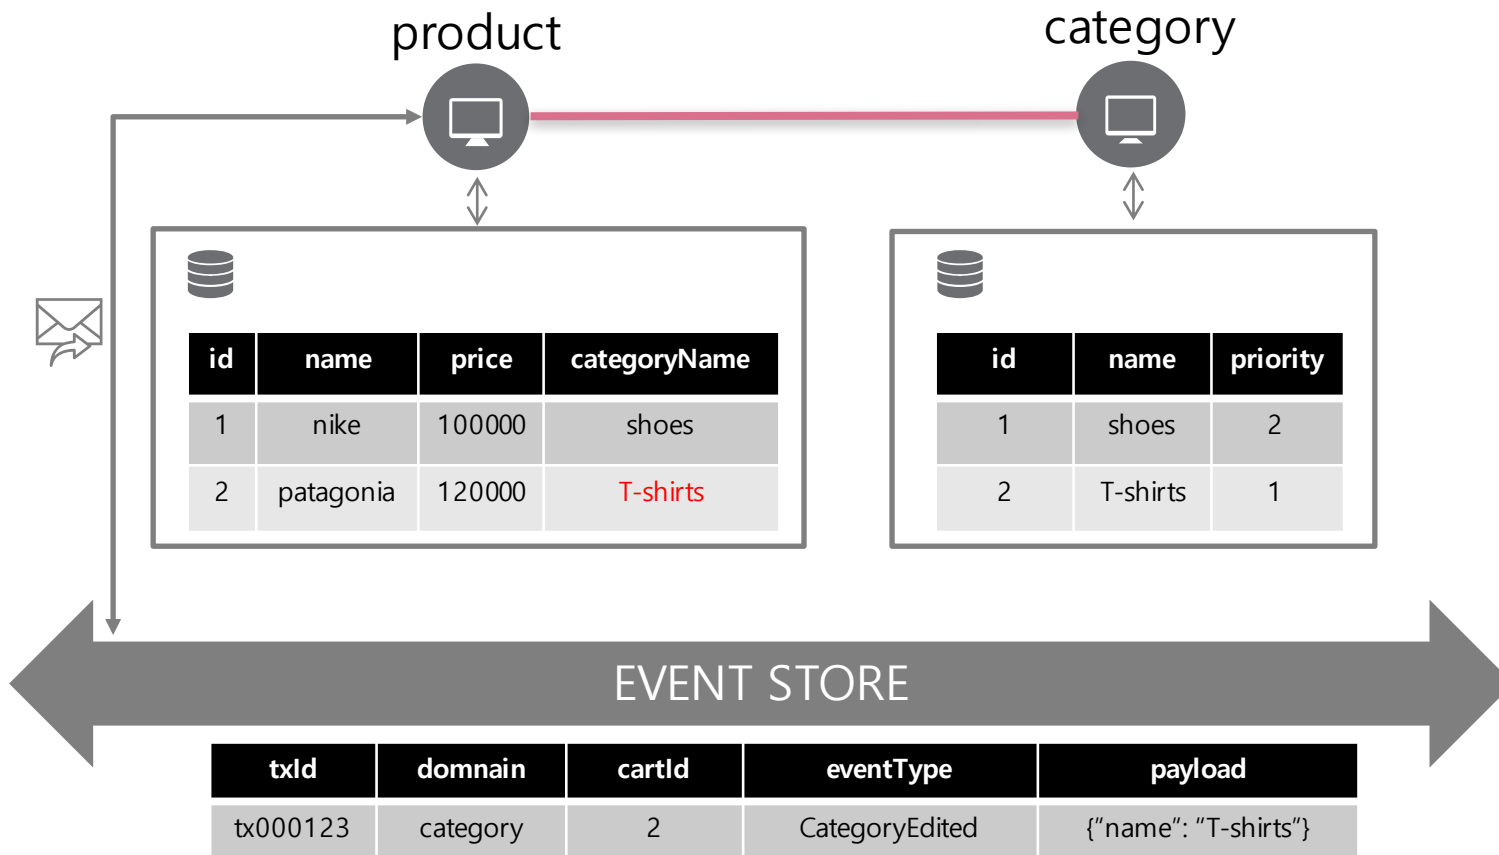 product
category
id name price categoryName
1 nike 100000 shoes
2 patagonia 120000 T-shirts
id name priority
1 shoes 2
2 T-shirts 1
EVENT STORE
txId domnain cartId eventType payload
tx000123 category 2 CategoryEdited {"name": "T-shirts"}